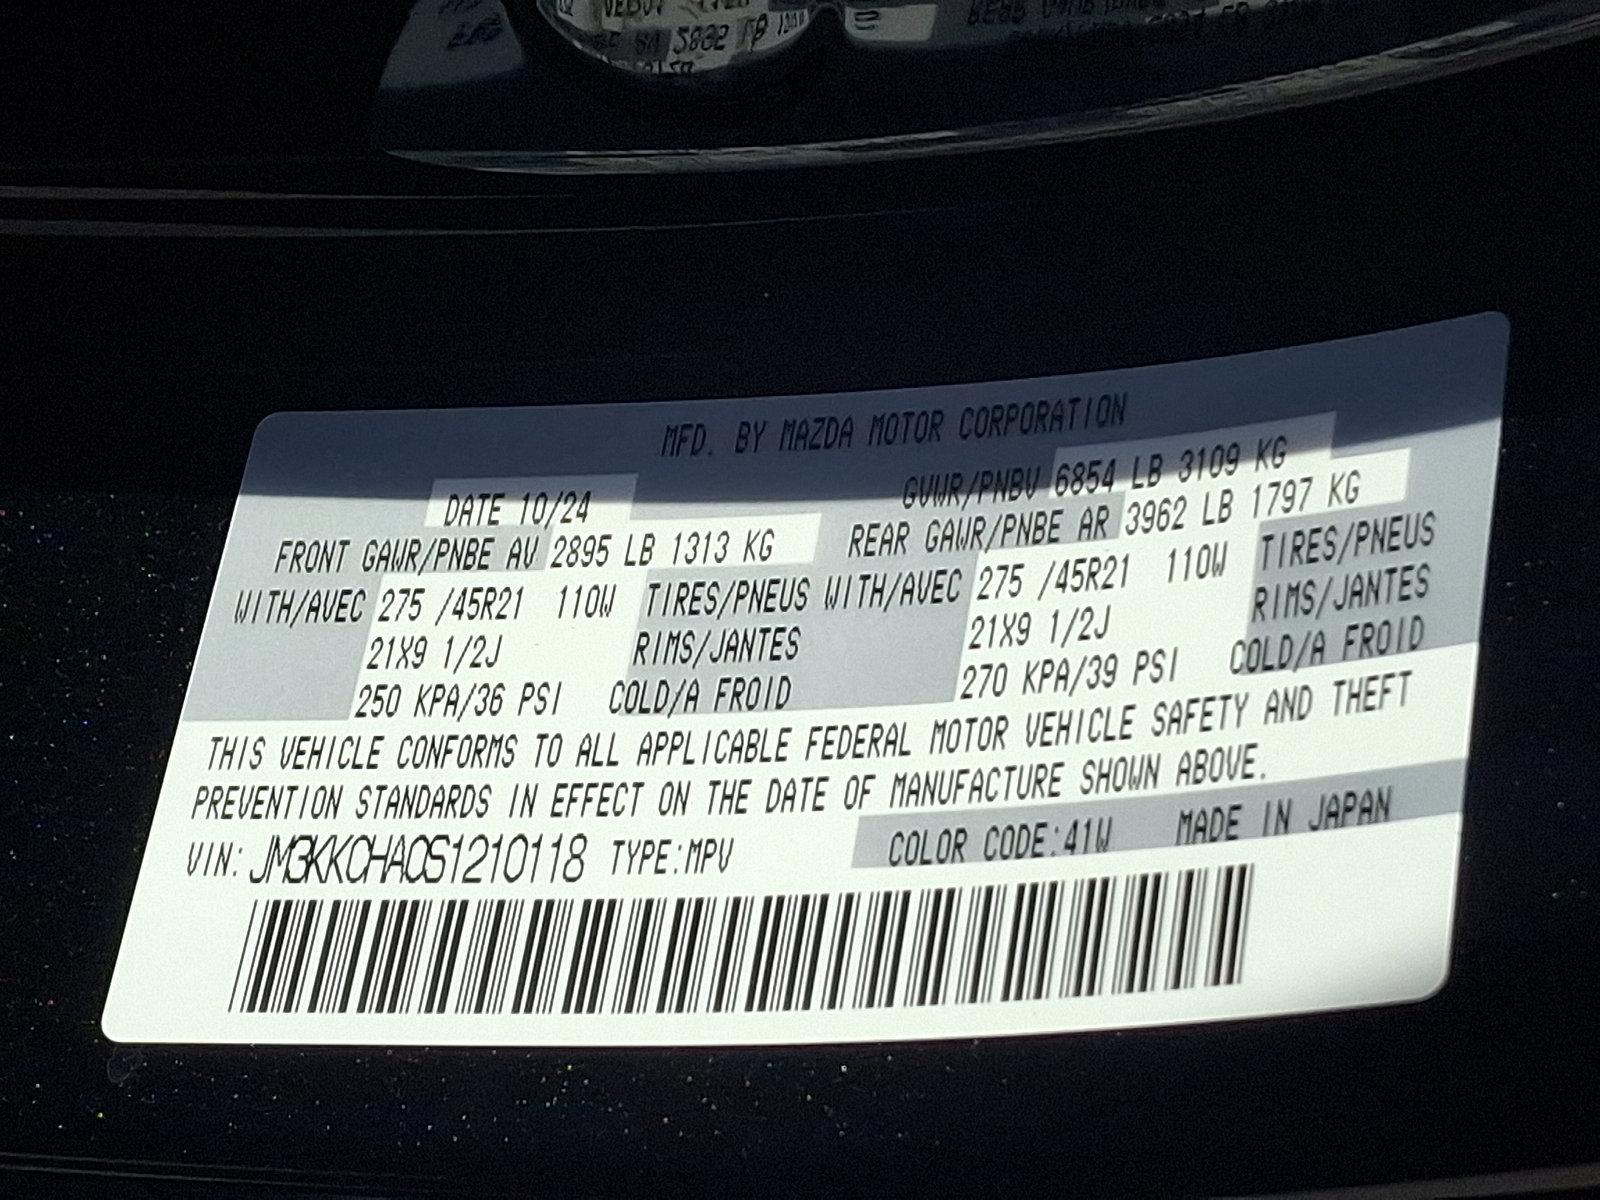 MFD. BY MAZDA MOTOR CORPORATION
DATE 10/24 GVWR/PNBV 6854 LB 3109 KG
FRONT GAWR/PNBE AV 2895 LB 1313 KG REAR GAWR/PNBE AR 3962 LB 1797 KG
WITH/AVEC 275 /45R21 110W TIRES/PNEUS WITH/AVEC 275 /45R21 110W TIRES/PNEUS
21X9 1/2J RIMS/JANTES 21X9 1/2J RIMS/JANTES
250 KPA/36 PSI COLD/A FROID 270 KPA/39 PSI COLD/A FROID
THIS VEHICLE CONFORMS TO ALL APPLICABLE FEDERAL MOTOR VEHICLE SAFETY AND THEFT
PREVENTION STANDARDS IN EFFECT ON THE DATE OF MANUFACTURE SHOWN ABOVE.
VIN: JM3KKCHA0S1210118 TYPE:MPV COLOR CODE:41W MADE IN JAPAN